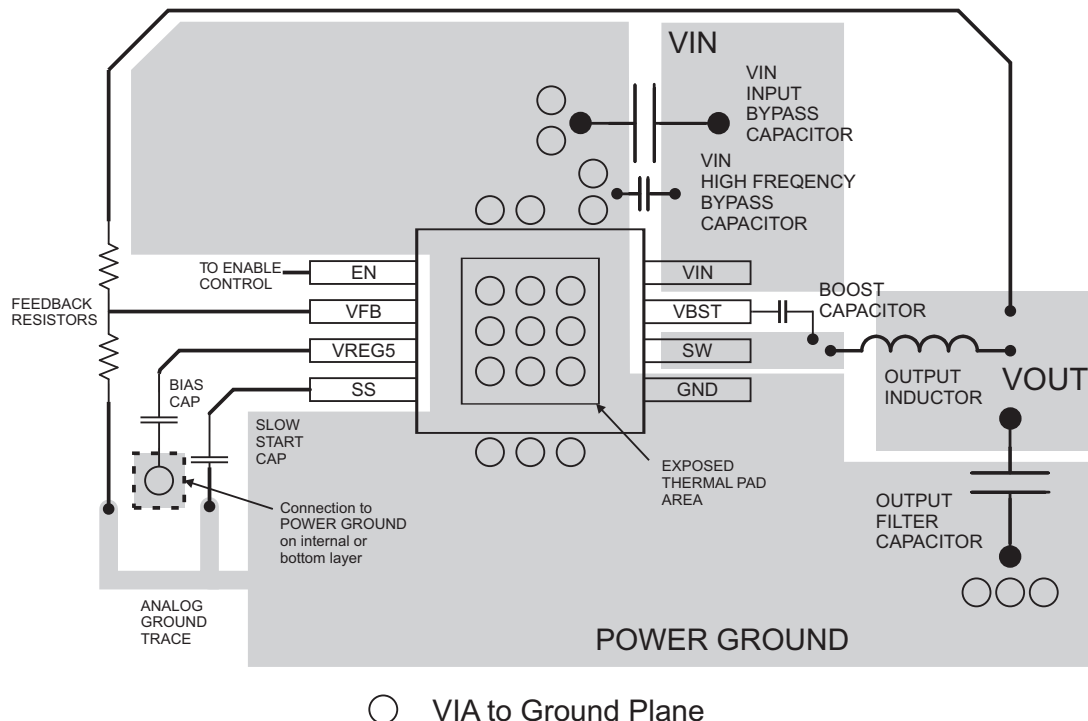 VIN
VIN
INPUT
BYPASS
CAPACITOR
VIN
HIGH FREQENCY
BYPASS
CAPACITOR
TO ENABLE
CONTROL
EN
VIN
FEEDBACK
RESISTORS
VFB
VBST
BOOST
CAPACITOR
VREG5
SW
SS
GND
OUTPUT
INDUCTOR
VOUT
BIAS
CAP
SLOW
START
CAP
EXPOSED
THERMAL PAD
AREA
Connection to
POWER GROUND
on internal or
bottom layer
OUTPUT
FILTER
CAPACITOR
ANALOG
GROUND
TRACE
POWER GROUND
VIA to Ground Plane